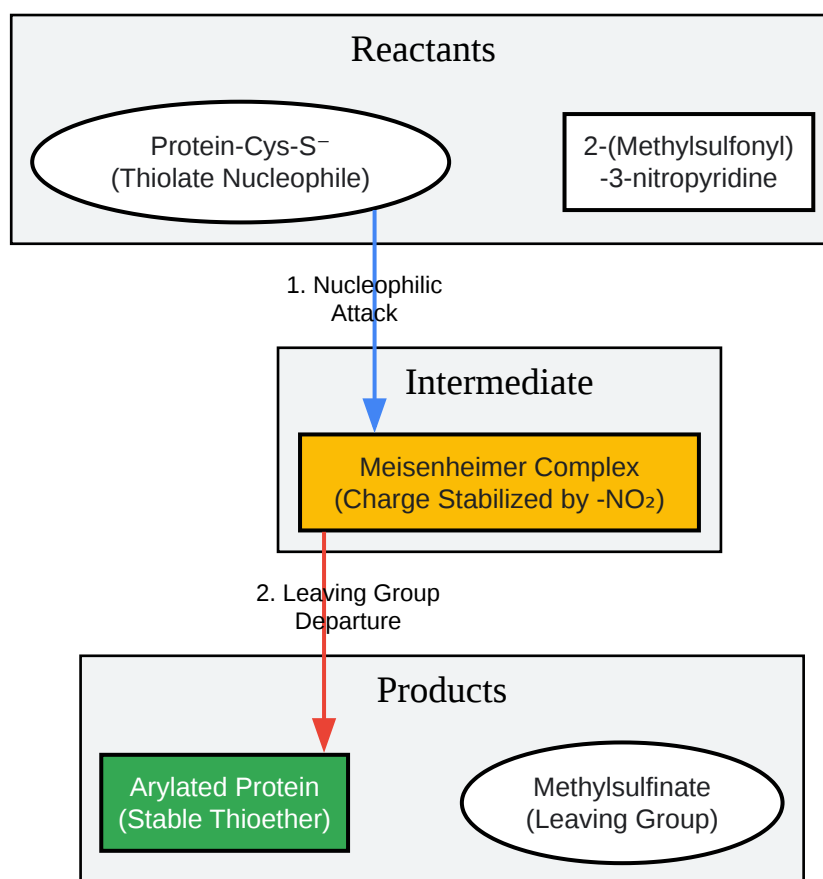 Reactants
Protein-Cys-S⁻
(Thiolate Nucleophile)
2-(Methylsulfonyl)
-3-nitropyridine
1. Nucleophilic
Attack
Intermediate
Meisenheimer Complex
(Charge Stabilized by -NO₂)
2. Leaving Group
Departure
Products
Arylated Protein
(Stable Thioether)
Methylsulfinate
(Leaving Group)